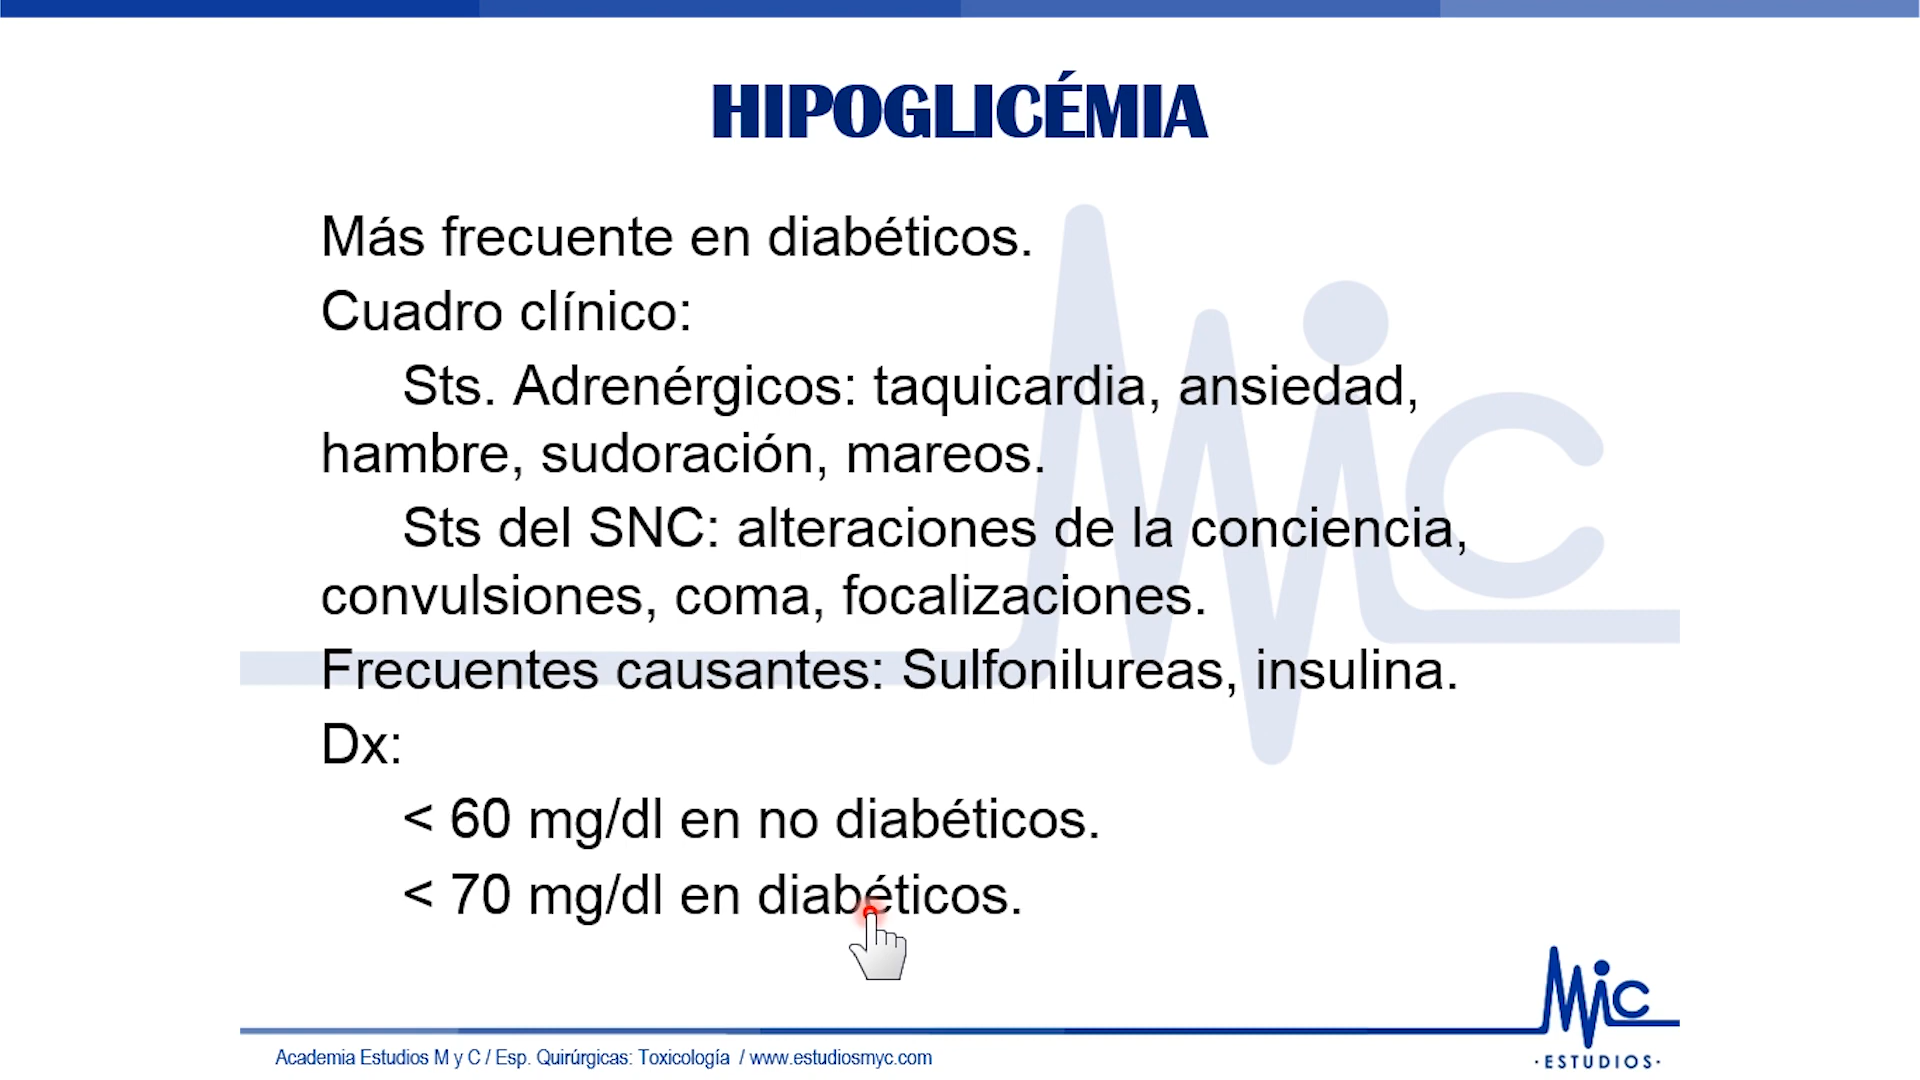 HIPOGLICÉMIA
Más frecuente en diabéticos.
Cuadro clínico:
Sts. Adrenérgicos: taquicardia, ansiedad,
hambre, sudoración, mareos.
Sts del SNC: alteraciones de la conciencia,
convulsiones, coma, focalizaciones.
Frecuentes causantes: Sulfonilureas, insulina.
Dx:
< 60 mg/dl en no diabéticos.
< 70 mg/dl en diabéticos.
MiC
MiC
·ESTUDIOS·
Academia Estudios M y C / Esp. Quirúrgicas: Toxicología / www.estudiosmyc.com